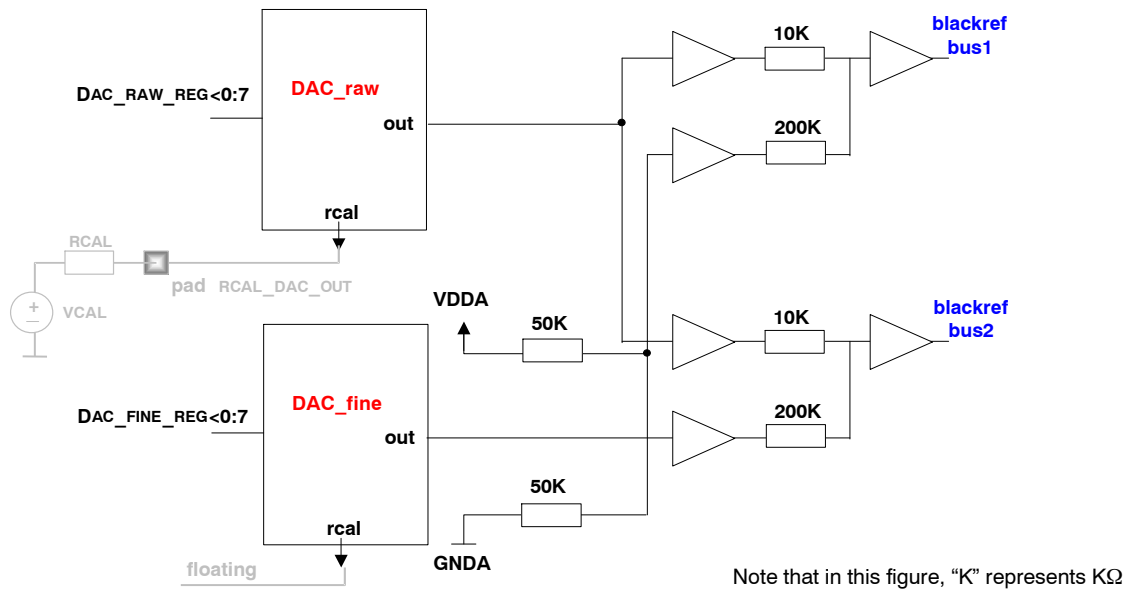 blackref
bus1
10K
DAC_raw
DAC_RAW_REG<0:7
out
200K
rcal
RCAL
pad RCAL_DAC_OUT
+
−
VCAL
VDDA
50K
blackref
bus2
10K
DAC_fine
DAC_FINE_REG<0:7
out
200K
50K
rcal
GNDA
floating
Note that in this figure, “K” represents KΩ